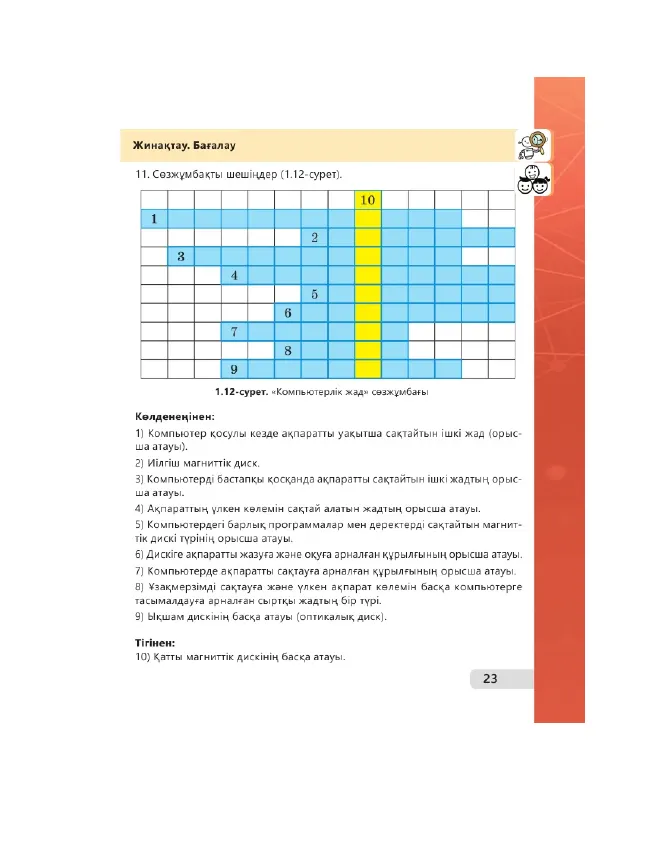 Жинақтау. Бағалау
11. Сөзжұмбақты шешіңдер (1.12-сурет).
10
1
2
3
4
5
6
7
8
9
1.12-сурет. «Компьютерлік жад» сөзжұмбағы
Көлденеңінен:
1) Компьютер қосулы кезде ақпаратты уақытша сақтайтын ішкі жад (орыс-
ша атауы).
2) Иілгіш магниттік диск.
3) Компьютерді бастапқы қосқанда ақпаратты сақтайтын ішкі жадтың орыс-
ша атауы.
4) Ақпараттың үлкен көлемін сақтай алатын жадтың орысша атауы.
5) Компьютердегі барлық программалар мен деректерді сақтайтын магнит-
тік дискі түрінің орысша атауы.
6) Дискіге ақпаратты жазуға және оқуға арналған құрылғының орысша атауы.
7) Компьютерде ақпаратты сақтауға арналған құрылғының орысша атауы.
8) Ұзақмерзімді сақтауға және үлкен ақпарат көлемін басқа компьютерге
тасымалдауға арналған сыртқы жадтың бір түрі.
9) Ықшам дискінің басқа атауы (оптикалық диск).
Тігінен:
10) Қатты магниттік дискінің басқа атауы.
23